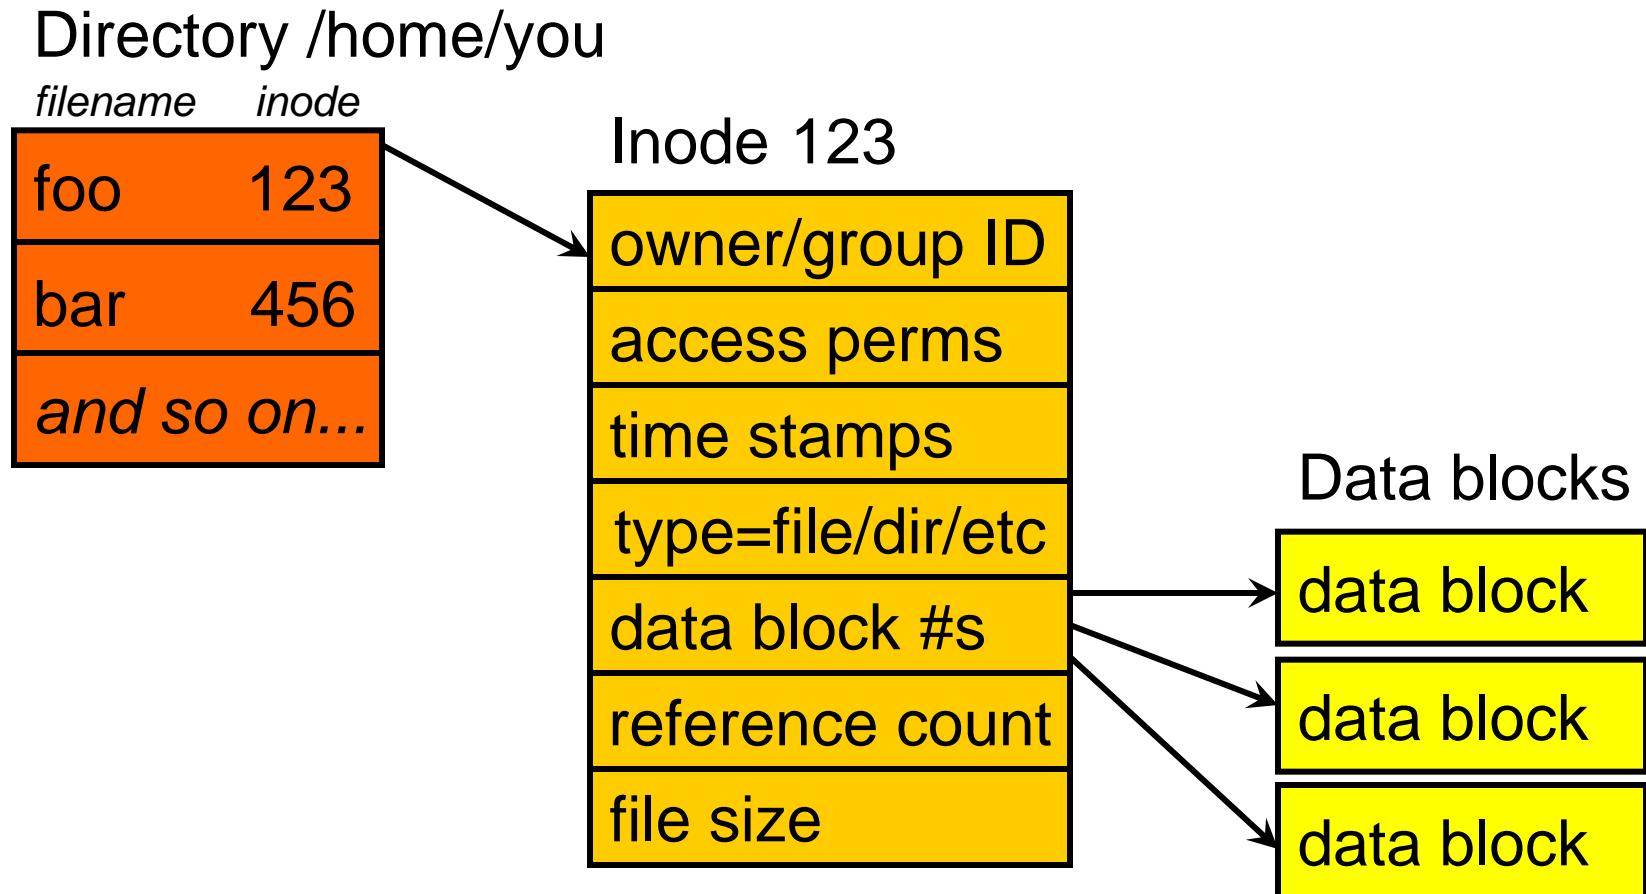 Directory /home/you
filename inode
foo 123
bar 456
and so on...
Inode 123
owner/group ID
access perms
time stamps
type=file/dir/etc
data block #s
reference count
file size
Data blocks
data block
data block
data block